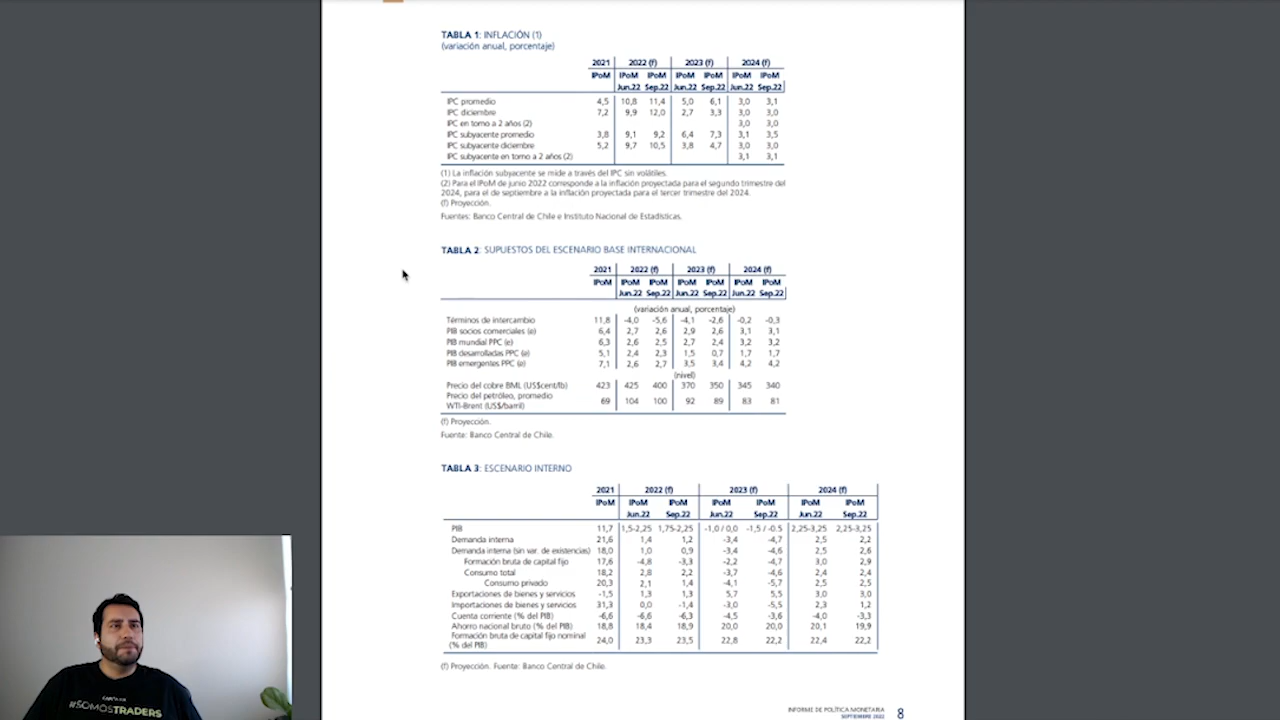 TABLA 1: INFLACIÓN (1)
(variación anual, porcentaje)
2021 2022 (f) 2023 (f) 2024 (f)
IPoM IPoM IPoM IPoM IPoM IPoM IPoM
Jun.22 Sep.22 Jun.22 Sep.22 Jun.22 Sep.22
IPC promedio 4,5 10,8 11,4 5,0 6,1 3,0 3,1
IPC diciembre 7,2 9,9 12,0 2,7 3,3 3,0 3,0
IPC en torno a 2 años (2) 3,0 3,0
IPC subyacente promedio 3,8 9,1 9,2 6,4 7,3 3,1 3,5
IPC subyacente diciembre 5,2 9,7 10,5 3,8 4,7 3,0 3,0
IPC subyacente en torno a 2 años (2) 3,1 3,1
(1) La inflación subyacente se mide a través del IPC sin volátiles.
(2) Para el IPoM de junio 2022 corresponde a la inflación proyectada para el segundo trimestre del
2024, para el de septiembre a la inflación proyectada para el tercer trimestre del 2024.
(f) Proyección.
Fuentes: Banco Central de Chile e Instituto Nacional de Estadísticas.
TABLA 2: SUPUESTOS DEL ESCENARIO BASE INTERNACIONAL
2021 2022 (f) 2023 (f) 2024 (f)
IPoM IPoM IPoM IPoM IPoM IPoM IPoM
Jun.22 Sep.22 Jun.22 Sep.22 Jun.22 Sep.22
(variación anual, porcentaje)
Términos de intercambio 11,8 -4,0 -5,6 -4,1 -2,6 -0,2 -0,3
PIB socios comerciales (e) 6,4 2,7 2,6 2,9 2,6 3,1 3,1
PIB mundial PPC (e) 6,3 2,6 2,5 2,7 2,4 3,2 3,2
PIB desarrolladas PPC (e) 5,1 2,4 2,3 1,5 0,7 1,7 1,7
PIB emergentes PPC (e) 7,1 2,6 2,7 3,5 3,4 4,2 4,2
(nivel)
Precio del cobre BML (US$cent/lb) 423 425 400 370 350 345 340
Precio del petróleo, promedio
WTI-Brent (US$/barril) 69 104 100 92 89 83 81
(f) Proyección.
Fuente: Banco Central de Chile.
TABLA 3: ESCENARIO INTERNO
2021 2022 (f) 2023 (f) 2024 (f)
IPoM IPoM IPoM IPoM IPoM IPoM IPoM
Jun.22 Sep.22 Jun.22 Sep.22 Jun.22 Sep.22
PIB 11,7 1,5-2,25 1,75-2,25 -1,0 / 0,0 -1,5 / -0.5 2,25-3,25 2,25-3,25
Demanda interna 21,6 1,4 1,2 -3,4 -4,7 2,5 2,2
Demanda interna (sin var. de existencias) 18,0 1,0 0,9 -3,4 -4,6 2,5 2,6
Formación bruta de capital fijo 17,6 -4,8 -3,3 -2,2 -4,7 3,0 2,9
Consumo total 18,2 2,8 2,2 -3,7 -4,6 2,4 2,4
Consumo privado 20,3 2,1 1,4 -4,1 -5,7 2,5 2,5
Exportaciones de bienes y servicios -1,5 1,3 1,3 5,7 5,5 3,0 3,0
Importaciones de bienes y servicios 31,3 0,0 -1,4 -3,0 -5,5 2,3 1,2
Cuenta corriente (% del PIB) -6,6 -6,6 -6,3 -4,5 -3,6 -4,0 -3,3
Ahorro nacional bruto (% del PIB) 18,8 18,4 18,9 20,0 20,0 20,1 19,9
Formación bruta de capital fijo nominal
(% del PIB) 24,0 23,3 23,5 22,8 22,2 22,4 22,2
(f) Proyección. Fuente: Banco Central de Chile.
#SOMOSTRADERS
INFORME DE POLÍTICA MONETARIA
SEPTIEMBRE 2022 8